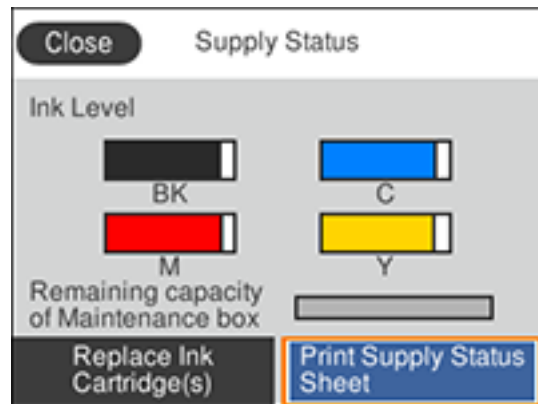 Close
Supply Status
Ink Level
BK
C
M
Y
Remaining capacity
of Maintenance box
Replace Ink
Cartridge(s)
Print Supply Status
Sheet